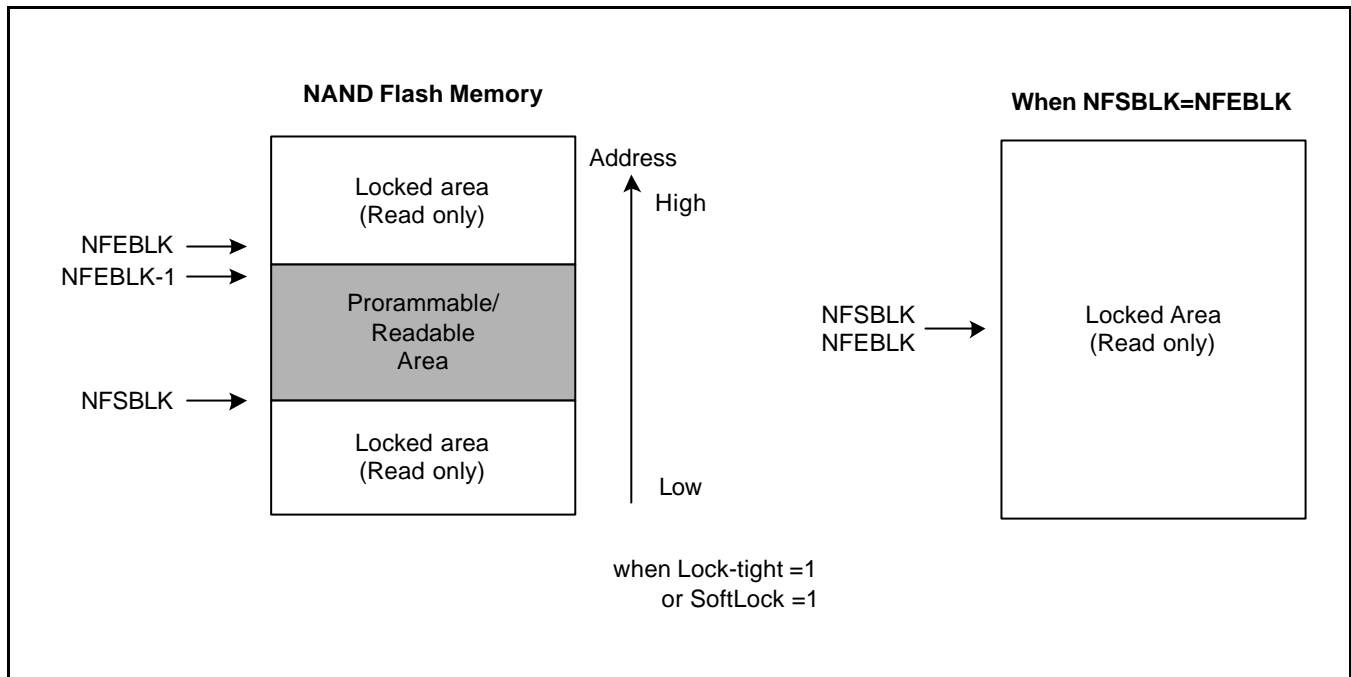 NAND Flash Memory
Locked area
(Read only)
NFEBLK
NFEBLK-1
Prorammable/
Readable
Area
NFSBLK
Locked area
(Read only)
Address
High
Low
when Lock-tight =1
or SoftLock =1
When NFSBLK=NFEBLK
NFSBLK
NFEBLK
Locked Area
(Read only)